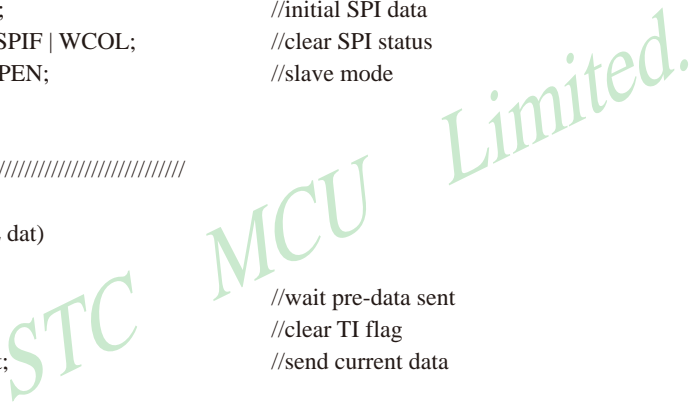 ; //initial SPI data
SPIF | WCOL; //clear SPI status
PEN; //slave mode
////////////////////////////
dat)
//wait pre-data sent
//clear TI flag
t; //send current data
STC MCU Limited.